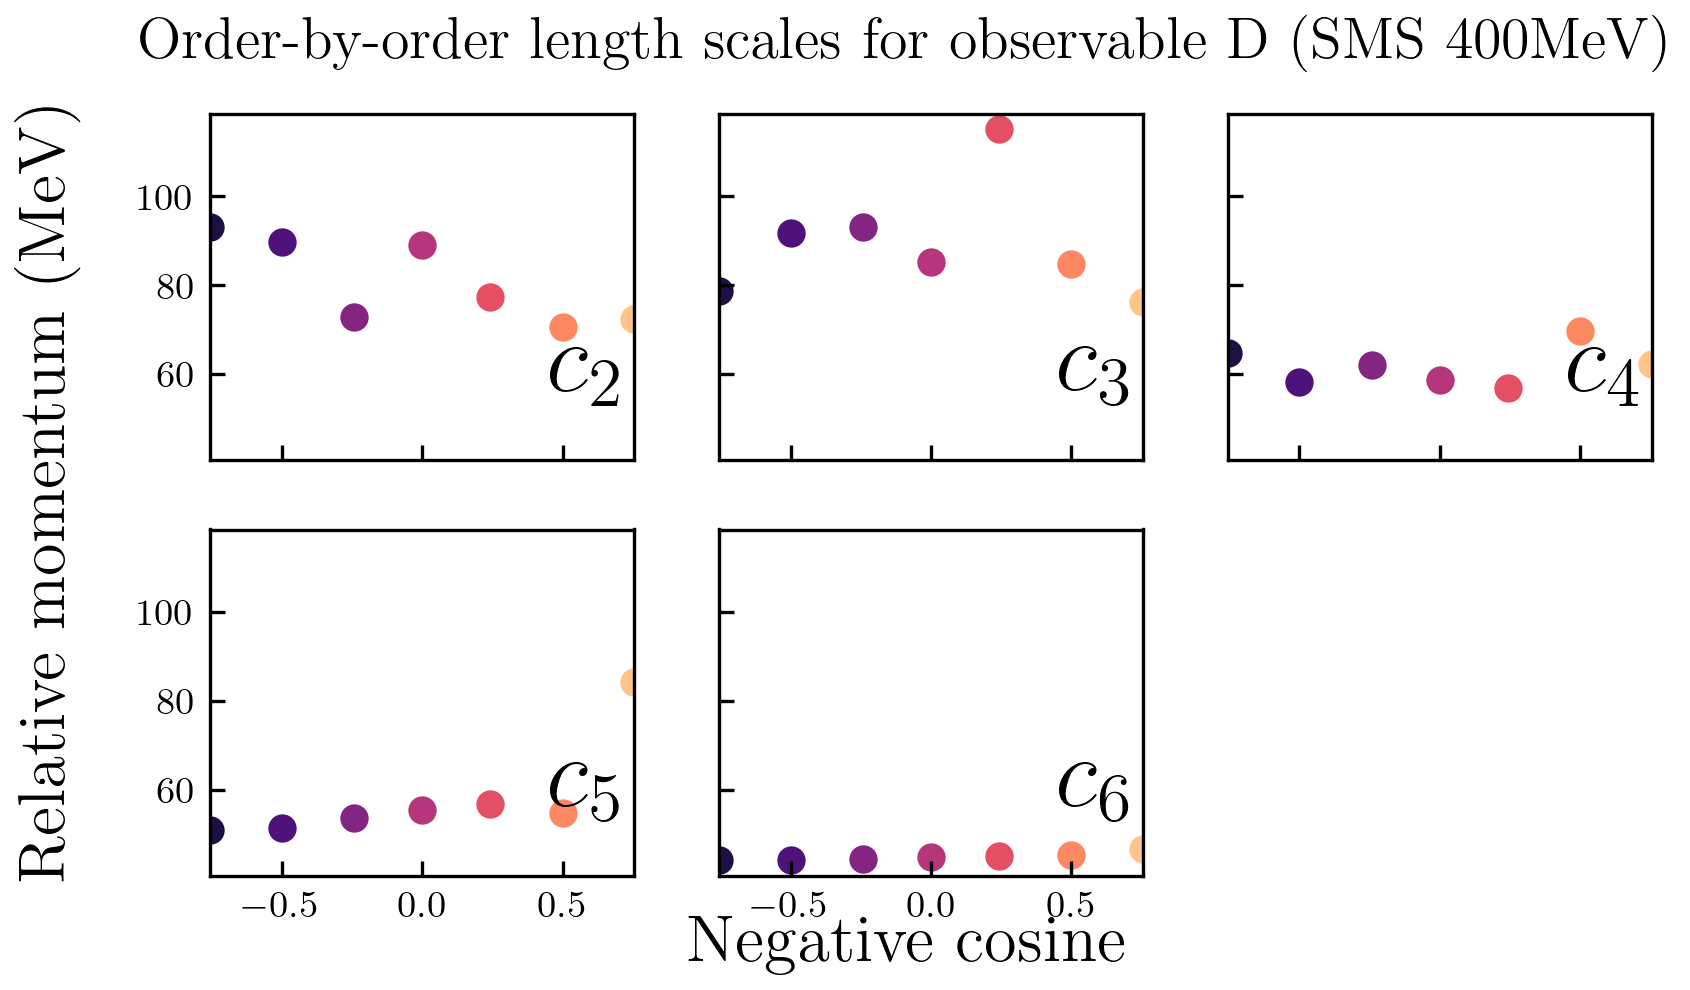 Order-by-order length scales for observable D (SMS 400MeV)
Relative momentum (MeV)
100
80
60
c2
c3
c4
100
80
60
c5
c6
−0.5 0.0 0.5
−0.5 0.0 0.5
Negative cosine